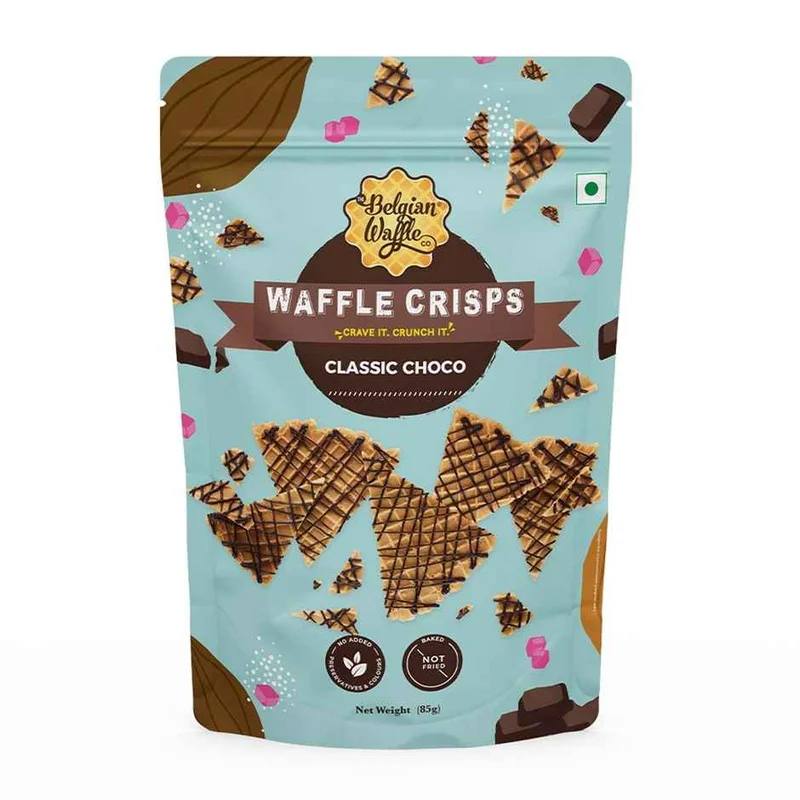 THE
Belgian®
Waffle
CO
WAFFLE CRISPS
CRAVE IT. CRUNCH IT.
CLASSIC CHOCO
NO ADDED
PRESERVATIVES & COLOURS
BAKED
NOT
FRIED
Net Weight (85g)